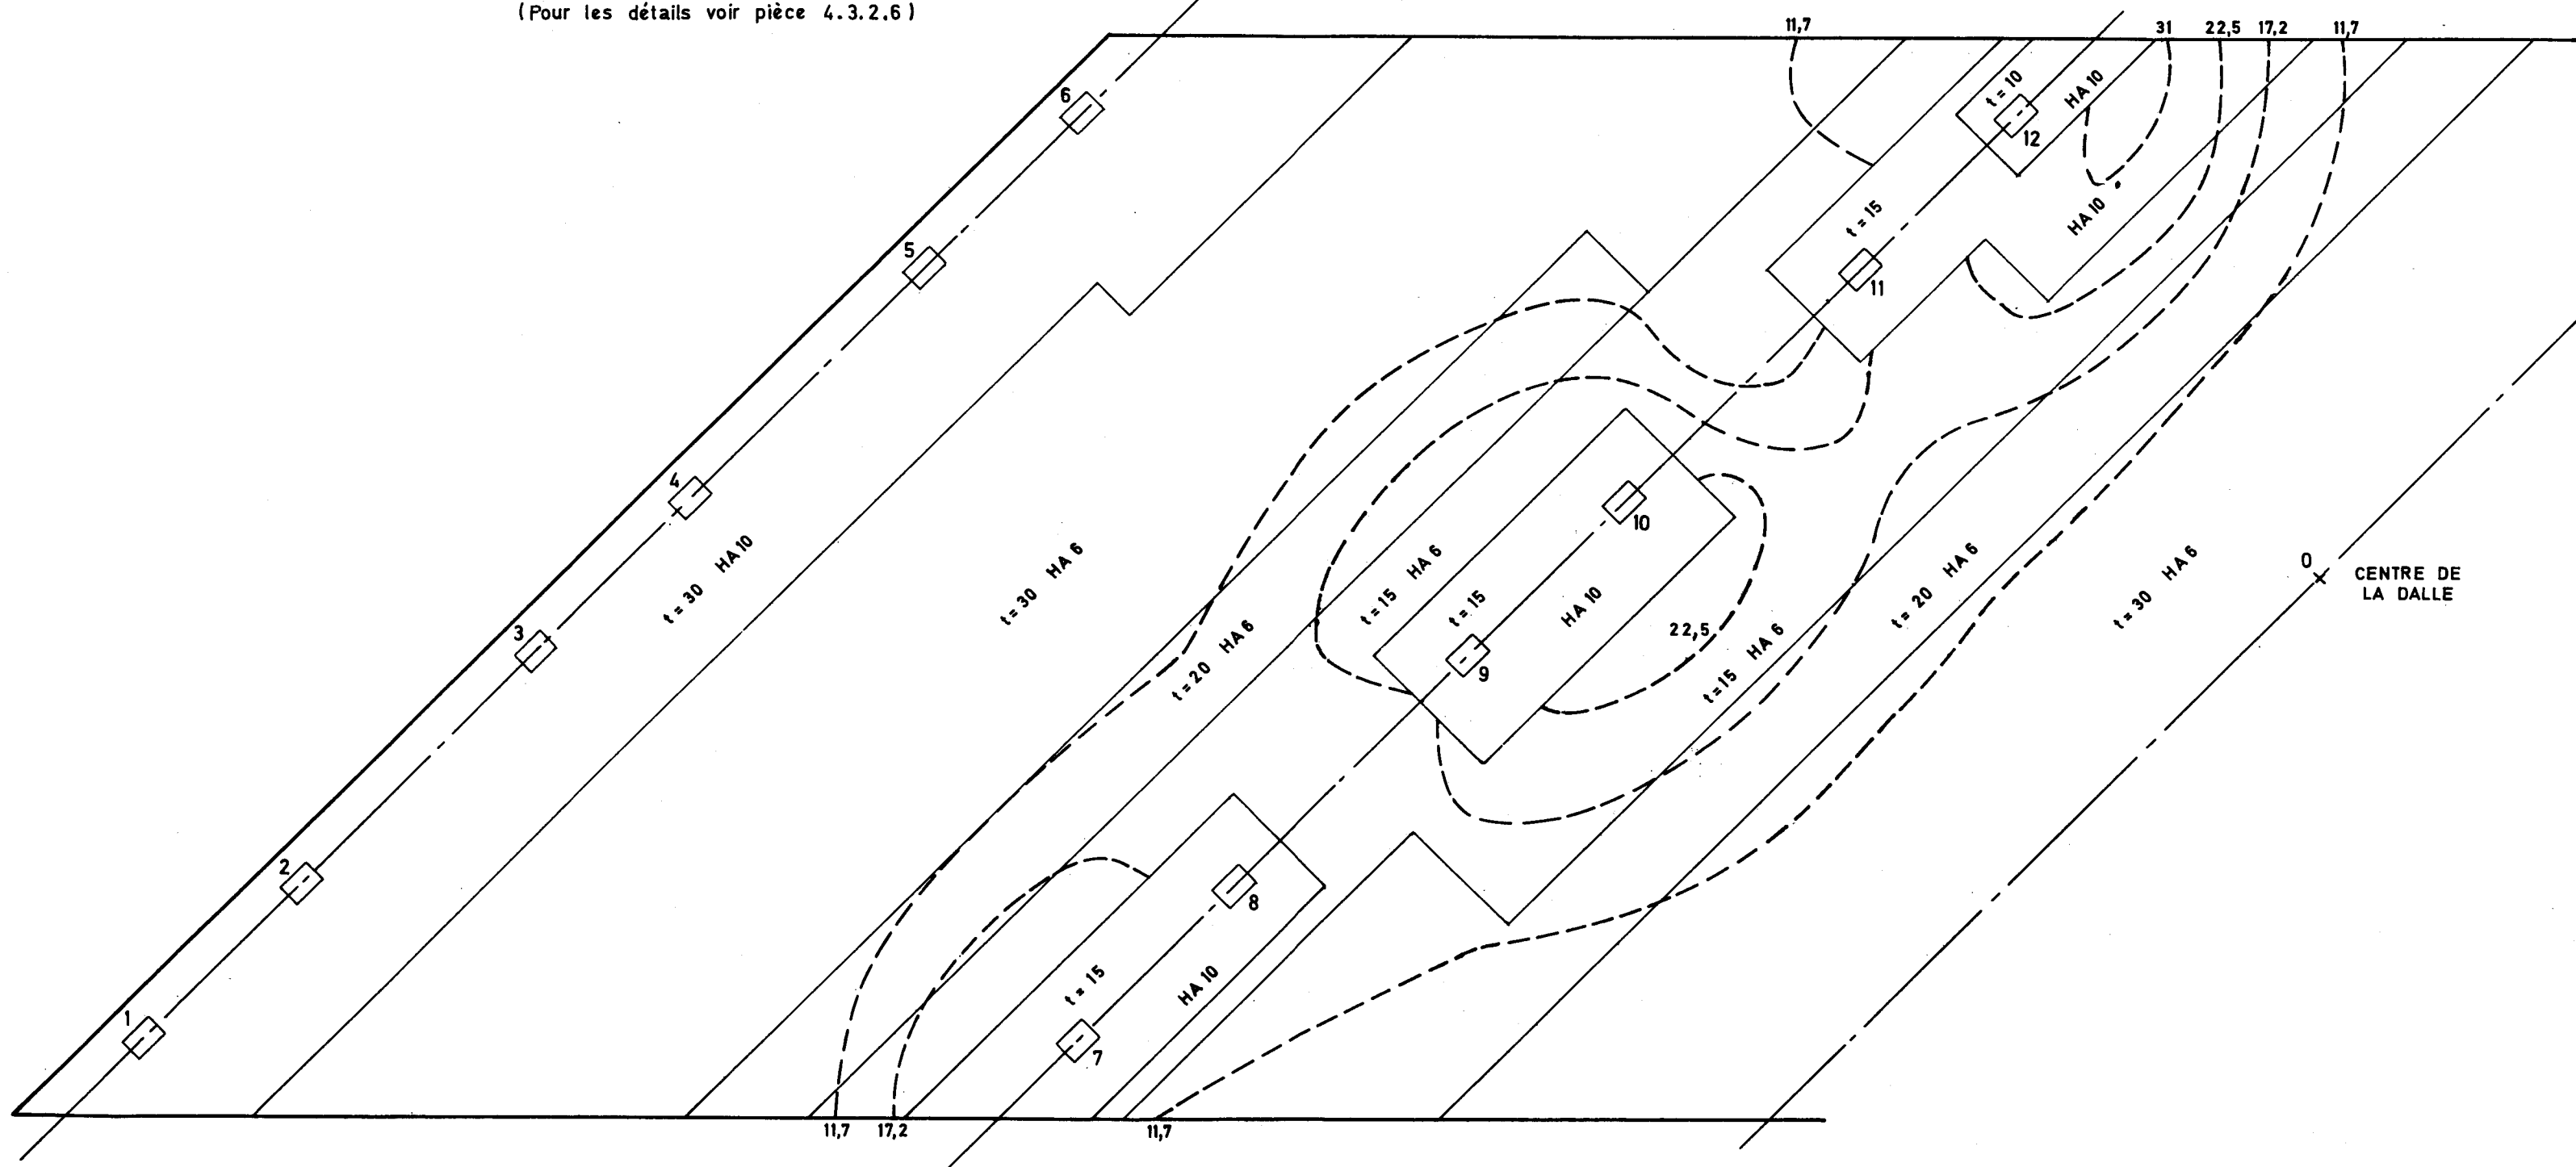 (Pour les détails voir pièce 4.3.2.6)
11,7
31
22,5
17,2
11,7
6
t = 10
HA 10
12
5
t = 15
HA 10
11
4
t = 30 HA 10
t = 30 HA 6
10
t = 15 HA 6
t = 15
HA 10
t = 20 HA 6
t = 30 HA 6
0
CENTRE DE
LA DALLE
3
t = 20 HA 6
9
22,5
t = 15 HA 6
2
8
t = 15
HA 10
1
7
11,7
17,2
11,7